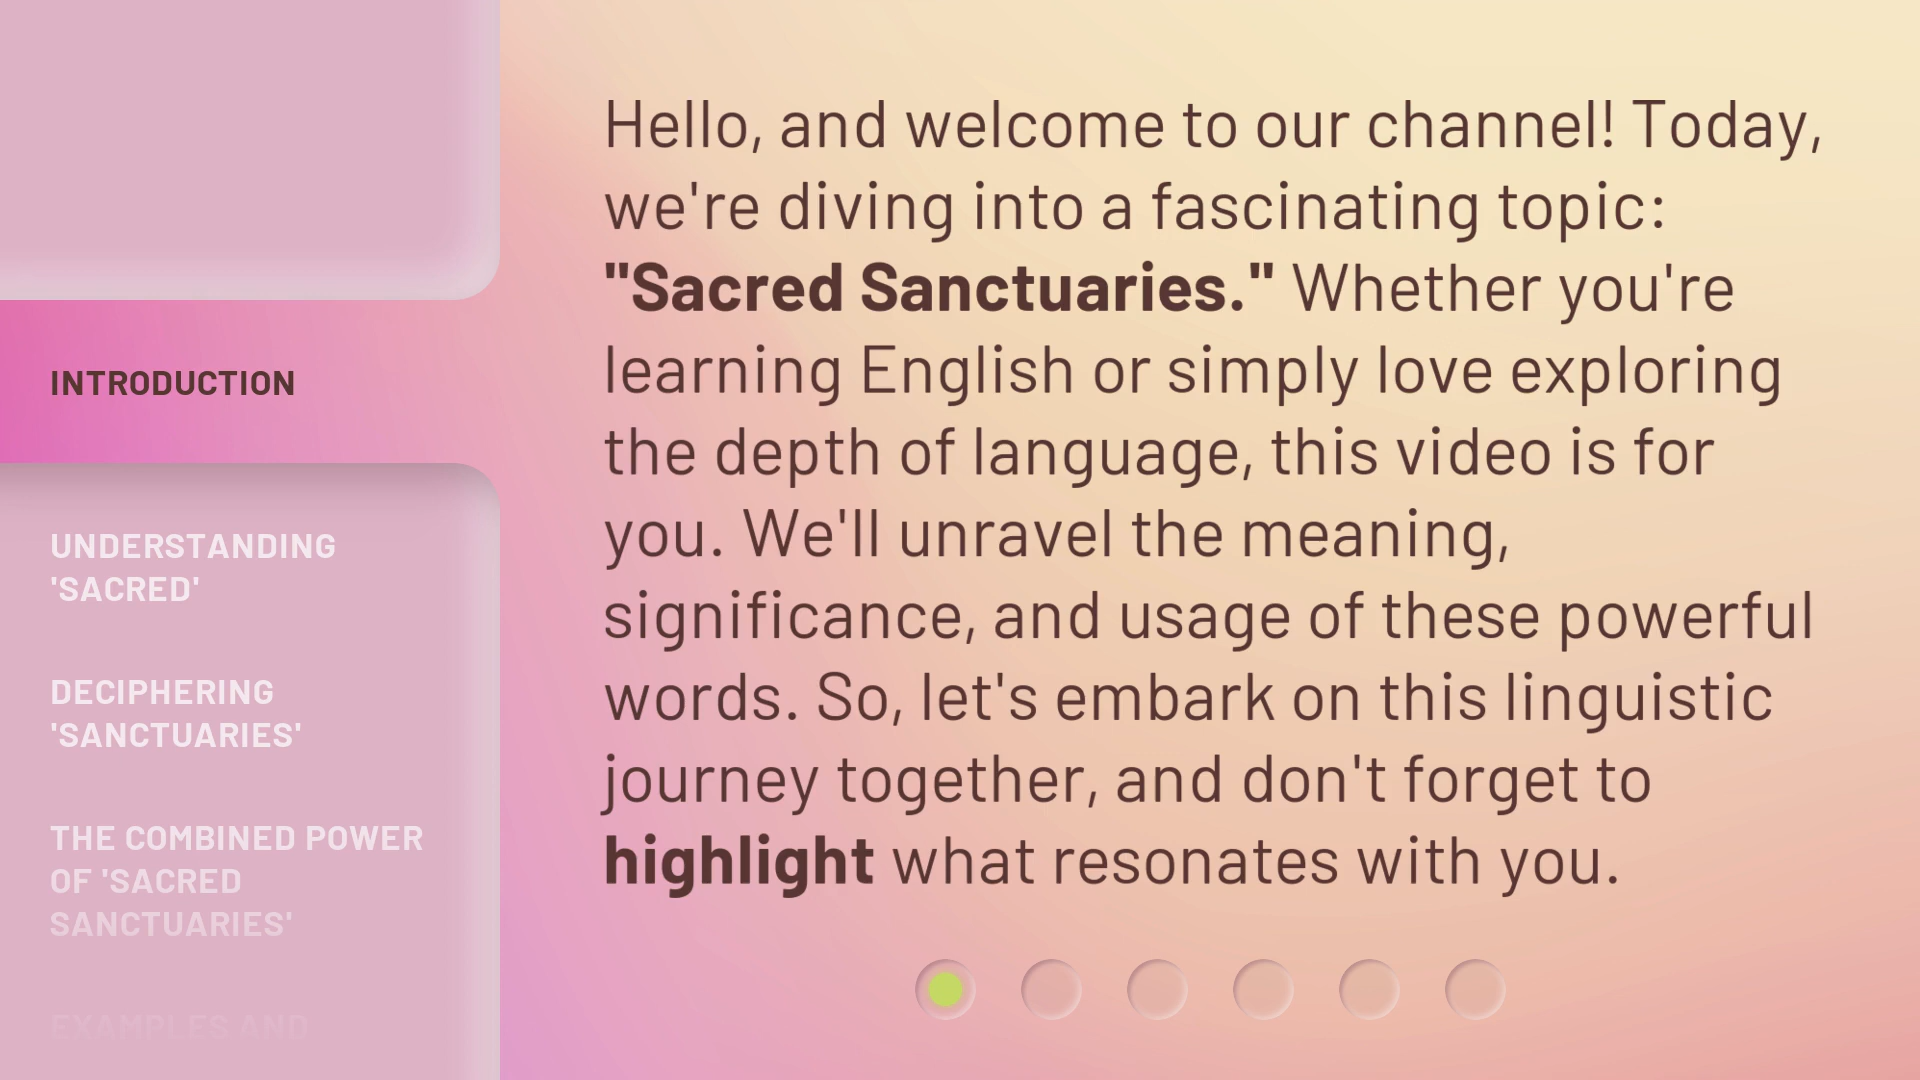 INTRODUCTION
UNDERSTANDING
'SACRED'
DECIPHERING
'SANCTUARIES'
THE COMBINED POWER
OF 'SACRED
SANCTUARIES'
EXAMPLES AND
Hello, and welcome to our channel! Today,
we're diving into a fascinating topic:
"Sacred Sanctuaries." Whether you're
learning English or simply love exploring
the depth of language, this video is for
you. We'll unravel the meaning,
significance, and usage of these powerful
words. So, let's embark on this linguistic
journey together, and don't forget to
highlight what resonates with you.